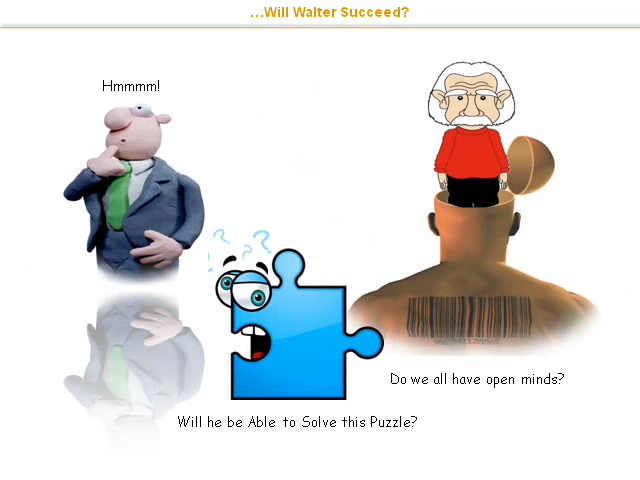 ...Will Walter Succeed?
Hmmmm!
Do we all have open minds?
Will he be Able to Solve this Puzzle?